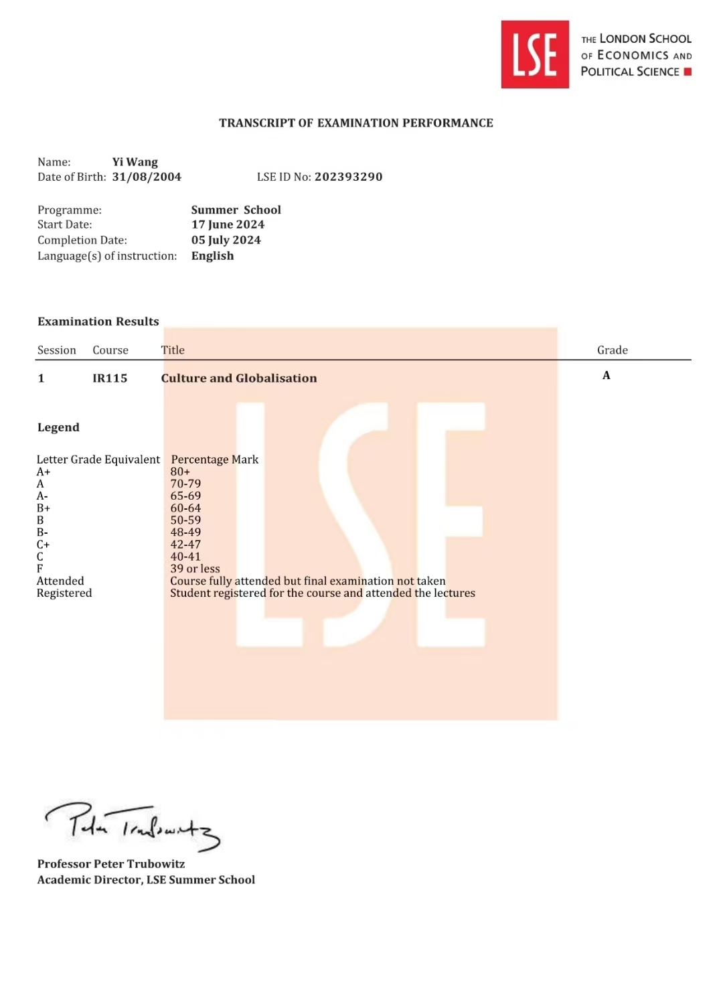 LSE THE LONDON SCHOOL
OF ECONOMICS AND
POLITICAL SCIENCE
TRANSCRIPT OF EXAMINATION PERFORMANCE
Name: Yi Wang
Date of Birth: 31/08/2004 LSE ID No: 202393290
Programme: Summer School
Start Date: 17 June 2024
Completion Date: 05 July 2024
Language(s) of instruction: English
Examination Results
Session Course Title Grade
1 IR115 Culture and Globalisation A
Legend
Letter Grade Equivalent Percentage Mark
A+ 80+
A 70-79
A- 65-69
B+ 60-64
B 50-59
B- 48-49
C+ 42-47
C 40-41
F 39 or less
Attended Course fully attended but final examination not taken
Registered Student registered for the course and attended the lectures
LSE
Peter Trubowitz
Professor Peter Trubowitz
Academic Director, LSE Summer School